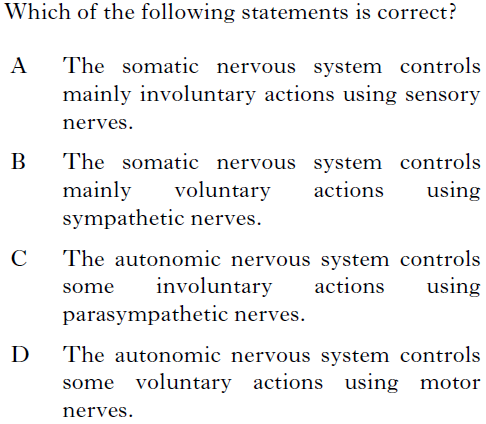 Which of the following statements is correct?
A The somatic nervous system controls
mainly involuntary actions using sensory
nerves.
B The somatic nervous system controls
mainly voluntary actions using
sympathetic nerves.
C The autonomic nervous system controls
some involuntary actions using
parasympathetic nerves.
D The autonomic nervous system controls
some voluntary actions using motor
nerves.